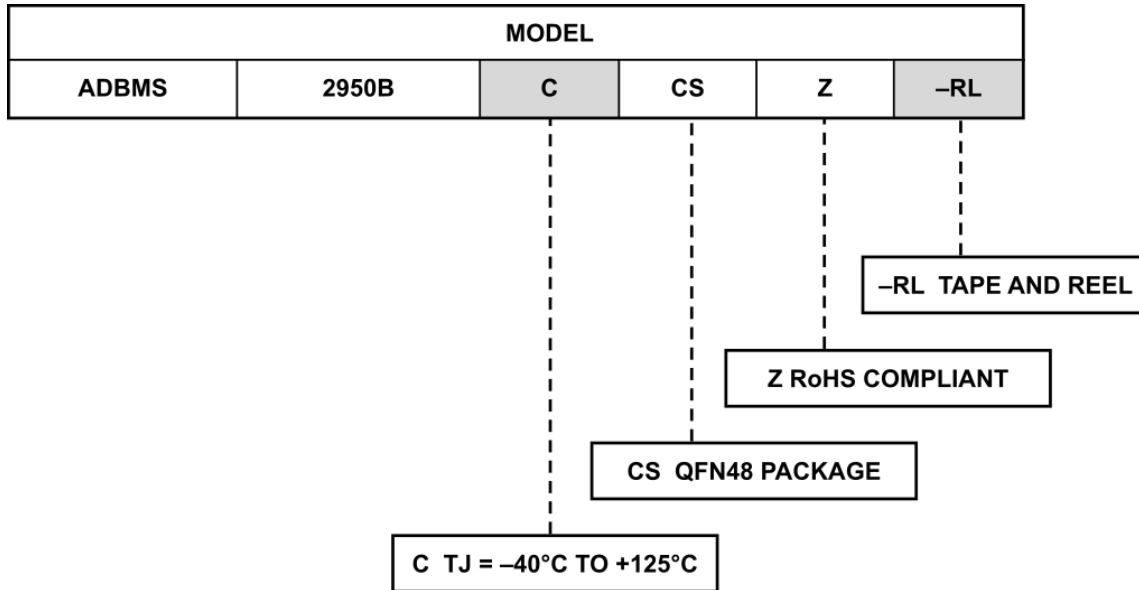 MODEL
ADBMS 2950B C CS Z –RL
–RL TAPE AND REEL
Z RoHS COMPLIANT
CS QFN48 PACKAGE
C TJ = –40°C TO +125°C